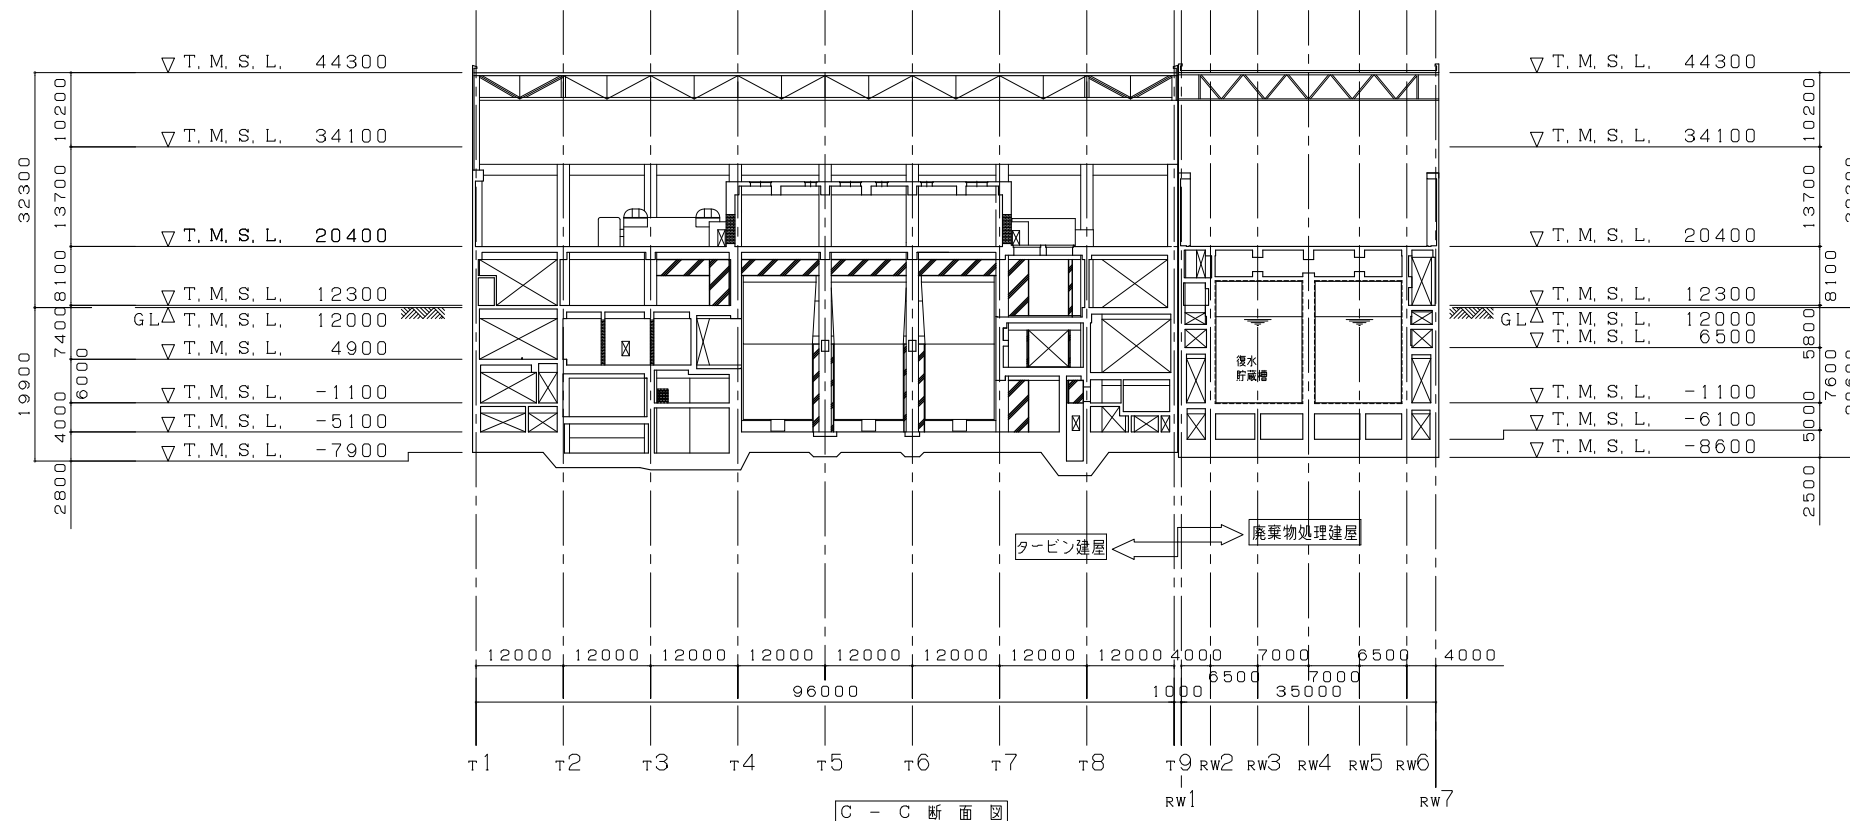 T.M.S.L. 44300
T.M.S.L. 34100
T.M.S.L. 20400
T.M.S.L. 12300
GL T.M.S.L. 12000
T.M.S.L. 4900
T.M.S.L. -1100
T.M.S.L. -5100
T.M.S.L. -7900
32300
19900
10200
13700
8100
7400
6000
4000
2800
T.M.S.L. 44300
T.M.S.L. 34100
T.M.S.L. 20400
T.M.S.L. 12300
GL T.M.S.L. 12000
T.M.S.L. 6500
T.M.S.L. -1100
T.M.S.L. -6100
T.M.S.L. -8600
10200
13700
8100
5800
7600
5000
2500
復水
貯蔵槽
タービン建屋
廃棄物処理建屋
12000 12000 12000 12000 12000 12000 12000 12000 4000 7000 6500 4000
6500 7000
96000 1000 35000
T1 T2 T3 T4 T5 T6 T7 T8 T9 RW2 RW3 RW4 RW5 RW6
RW1 RW7
C - C 断面図